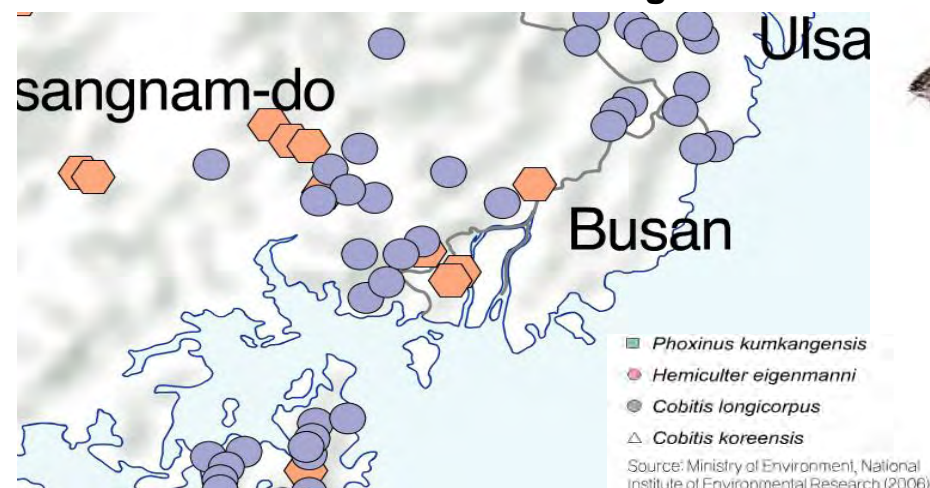 Ulsa
sangnam-do
Busan
Phoxinus kumkangensis
Hemiculter eigenmanni
Cobitis longicorpus
Cobitis koreensis
Source: Ministry of Environment, National
Institute of Environmental Research (2006)